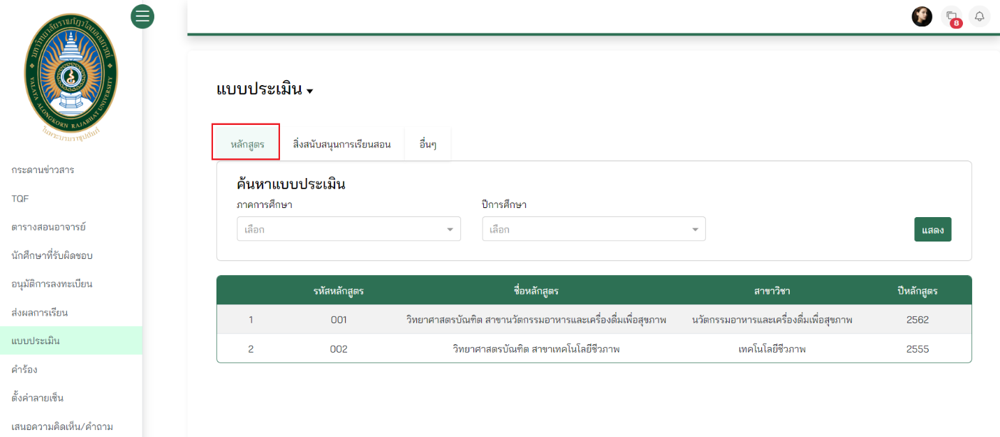 มหาวิทยาลัยราชภัฏวไลยอลงกรณ์
VALAYA ALONGKORN RAJABHAT UNIVERSITY
ในพระบรมราชูปถัมภ์
8
แบบประเมิน
หลักสูตร สิ่งสนับสนุนการเรียนสอน อื่นๆ
ค้นหาแบบประเมิน
ภาคการศึกษา ปีการศึกษา
เลือก เลือก แสดง
รหัสหลักสูตร ชื่อหลักสูตร สาขาวิชา ปีหลักสูตร
1 001 วิทยาศาสตรบัณฑิต สาขานวัตกรรมอาหารและเครื่องดื่มเพื่อสุขภาพ นวัตกรรมอาหารและเครื่องดื่มเพื่อสุขภาพ 2562
2 002 วิทยาศาสตรบัณฑิต สาขาเทคโนโลยีชีวภาพ เทคโนโลยีชีวภาพ 2555
กระดานข่าวสาร
TQF
ตารางสอนอาจารย์
นักศึกษาที่รับผิดชอบ
อนุมัติการลงทะเบียน
ส่งผลการเรียน
แบบประเมิน
คำร้อง
ตั้งค่าลายเซ็น
เสนอความคิดเห็น/คำถาม